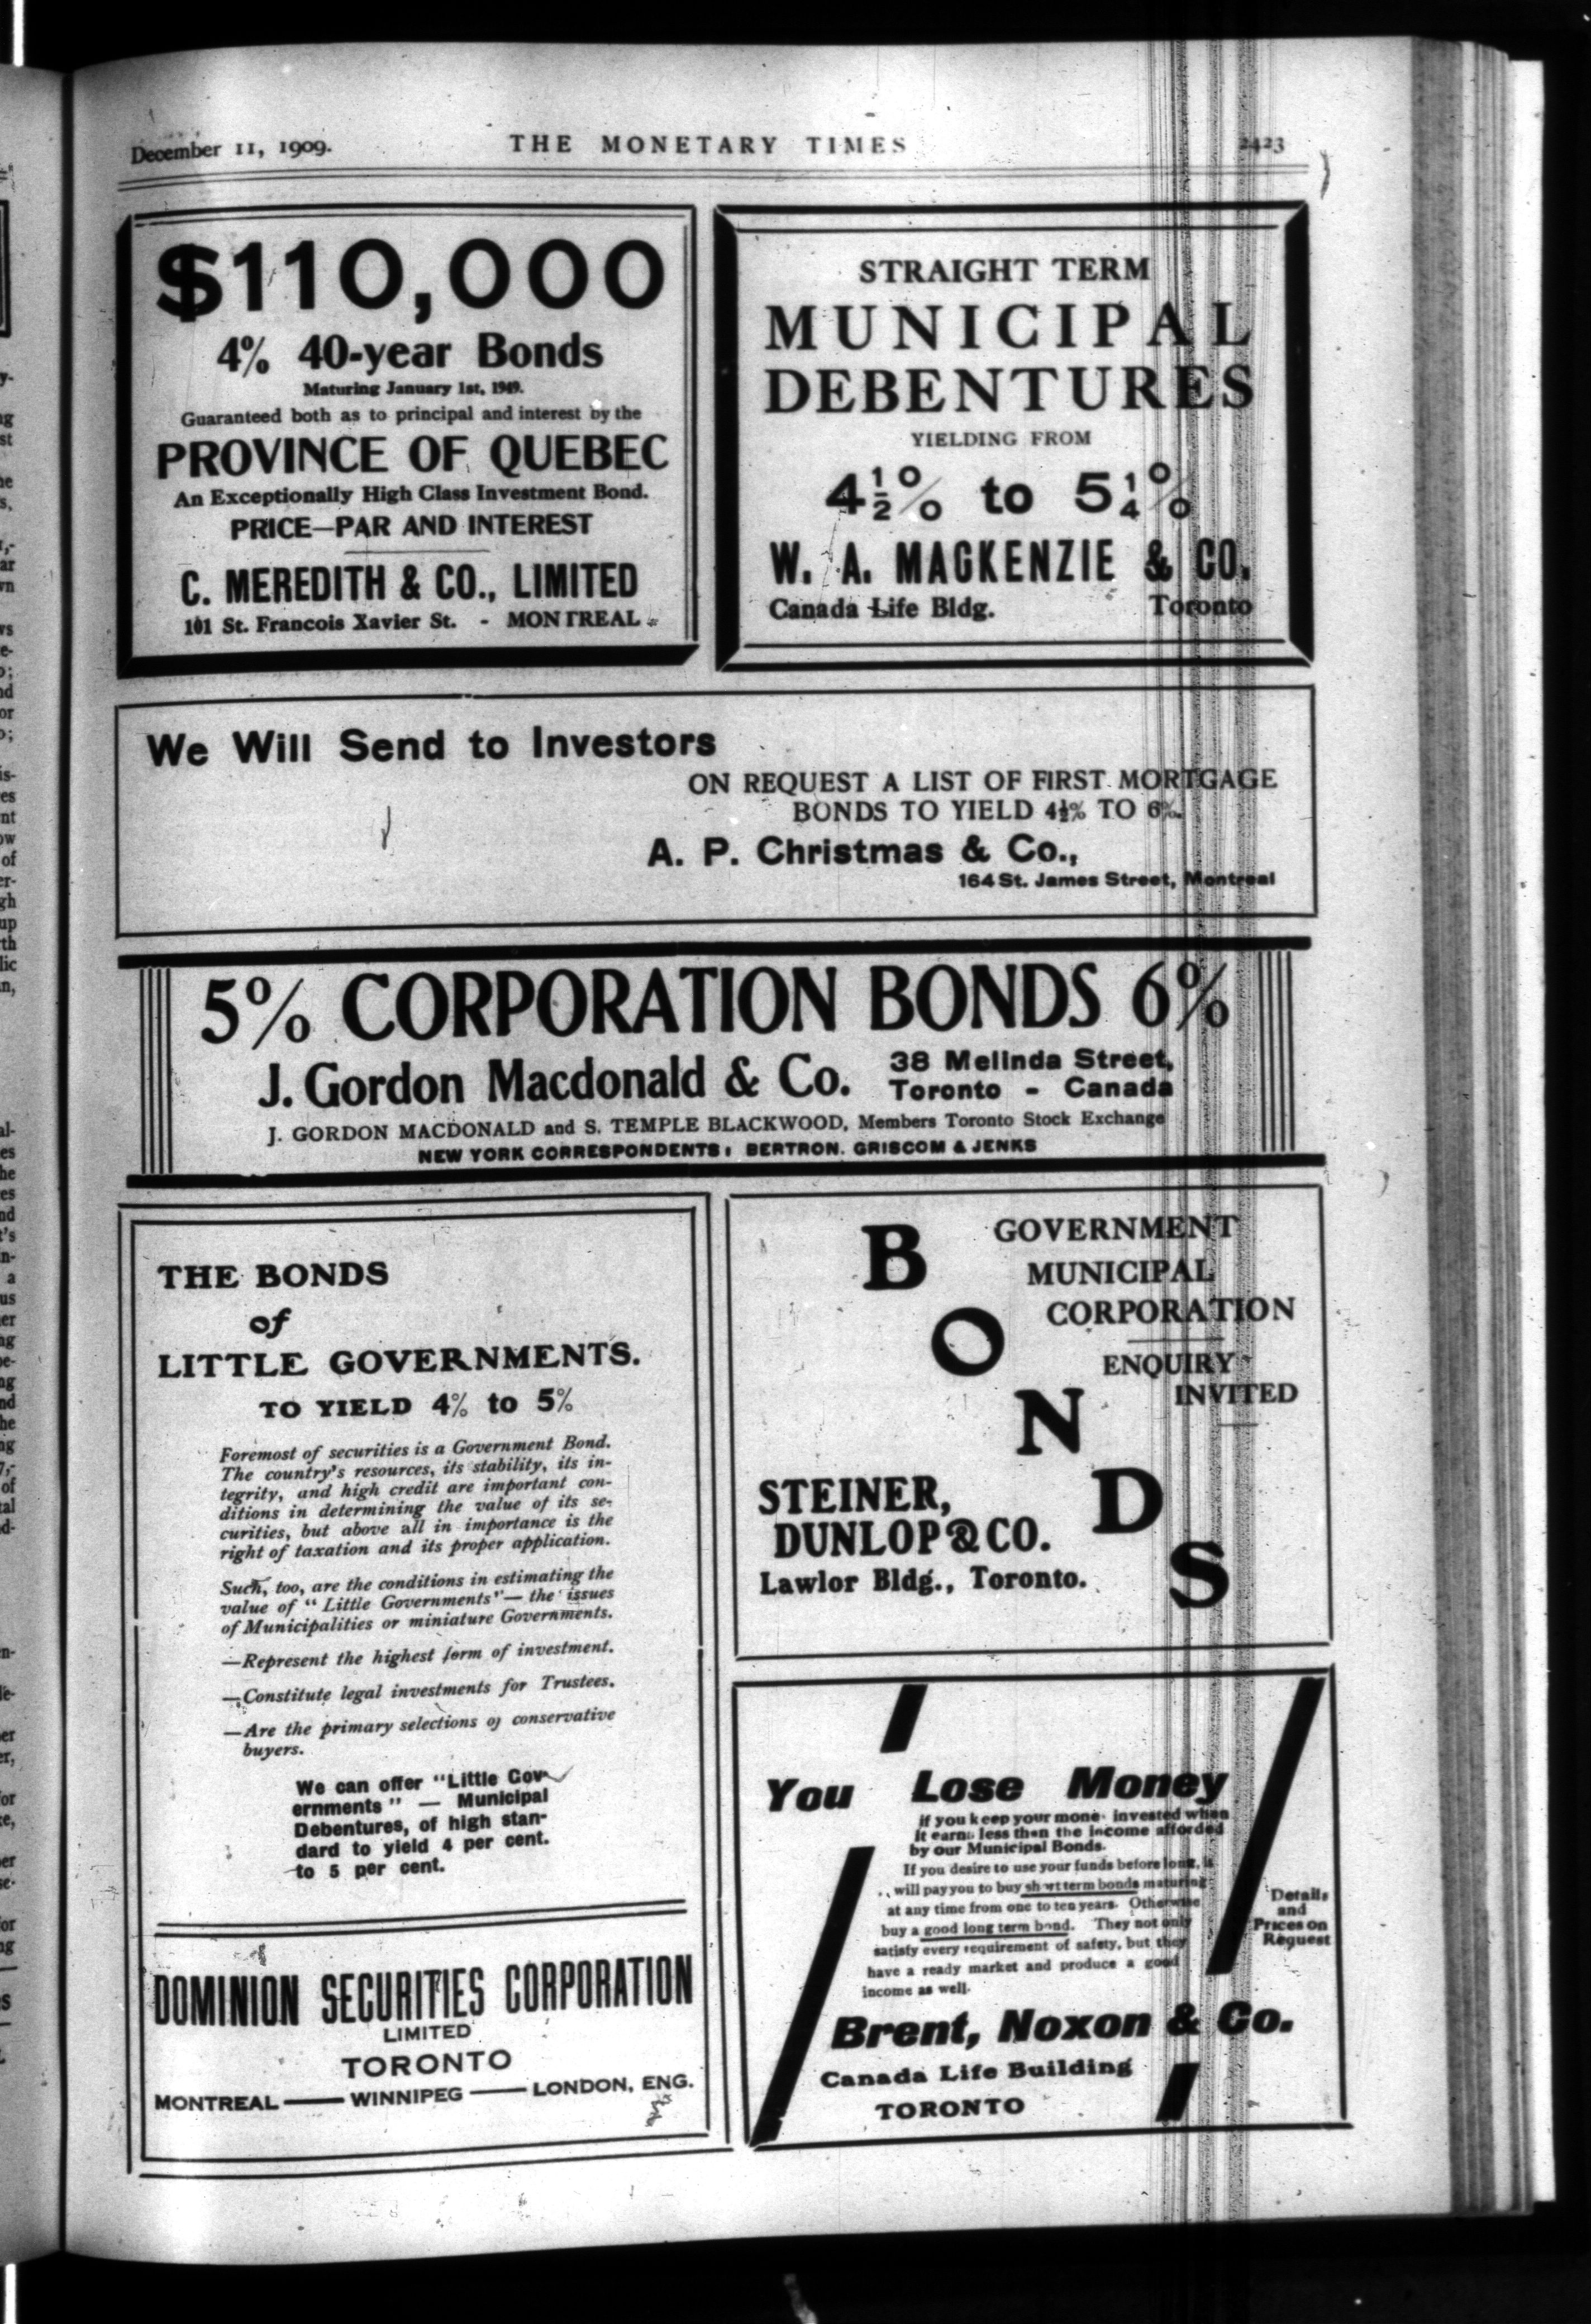 December 11, 1909.
THE MONETARY TIMES
2423
$110,000
4% 40-year Bonds
Maturing January 1st, 1949.
Guaranteed both as to principal and interest by the
PROVINCE OF QUEBEC
An Exceptionally High Class Investment Bond.
PRICE—PAR AND INTEREST
C. MEREDITH & CO., LIMITED
101 St. Francois Xavier St. - MONTREAL
STRAIGHT TERM
MUNICIPAL
DEBENTURES
YIELDING FROM
4½% to 5¼%
W. A. MACKENZIE & CO.
Canada Life Bldg. Toronto
We Will Send to Investors
ON REQUEST A LIST OF FIRST MORTGAGE
BONDS TO YIELD 4½% TO 6%.
A. P. Christmas & Co.,
164 St. James Street, Montreal
5% CORPORATION BONDS 6%
J. Gordon Macdonald & Co.
38 Melinda Street,
Toronto - Canada
J. GORDON MACDONALD and S. TEMPLE BLACKWOOD, Members Toronto Stock Exchange
NEW YORK CORRESPONDENTS: BERTRON, GRISCOM & JENKS
THE BONDS
of
LITTLE GOVERNMENTS.
TO YIELD 4% to 5%
Foremost of securities is a Government Bond.
The country's resources, its stability, its in-
tegrity, and high credit are important con-
ditions in determining the value of its se-
curities, but above all in importance is the
right of taxation and its proper application.
Such, too, are the conditions in estimating the
value of "Little Governments"—the issues
of Municipalities or miniature Governments.
—Represent the highest form of investment.
—Constitute legal investments for Trustees.
—Are the primary selections of conservative
buyers.
We can offer "Little Gov-
ernments" — Municipal
Debentures, of high stan-
dard to yield 4 per cent.
to 5 per cent.
DOMINION SECURITIES CORPORATION
LIMITED
TORONTO
MONTREAL — WINNIPEG — LONDON, ENG.
BONDS
GOVERNMENT
MUNICIPAL
CORPORATION
ENQUIRY
INVITED
STEINER,
DUNLOP & CO.
Lawlor Bldg., Toronto.
You Lose Money
if you keep your money invested when
it earns less than the income afforded
by our Municipal Bonds.
If you desire to use your funds before long, it
will pay you to buy short term bonds maturing
at any time from one to ten years. Otherwise
buy a good long term bond. They not only
satisfy every requirement of safety, but they
have a ready market and produce a good
income as well.
Details
and
Prices on
Request
Brent, Noxon & Co.
Canada Life Building
TORONTO